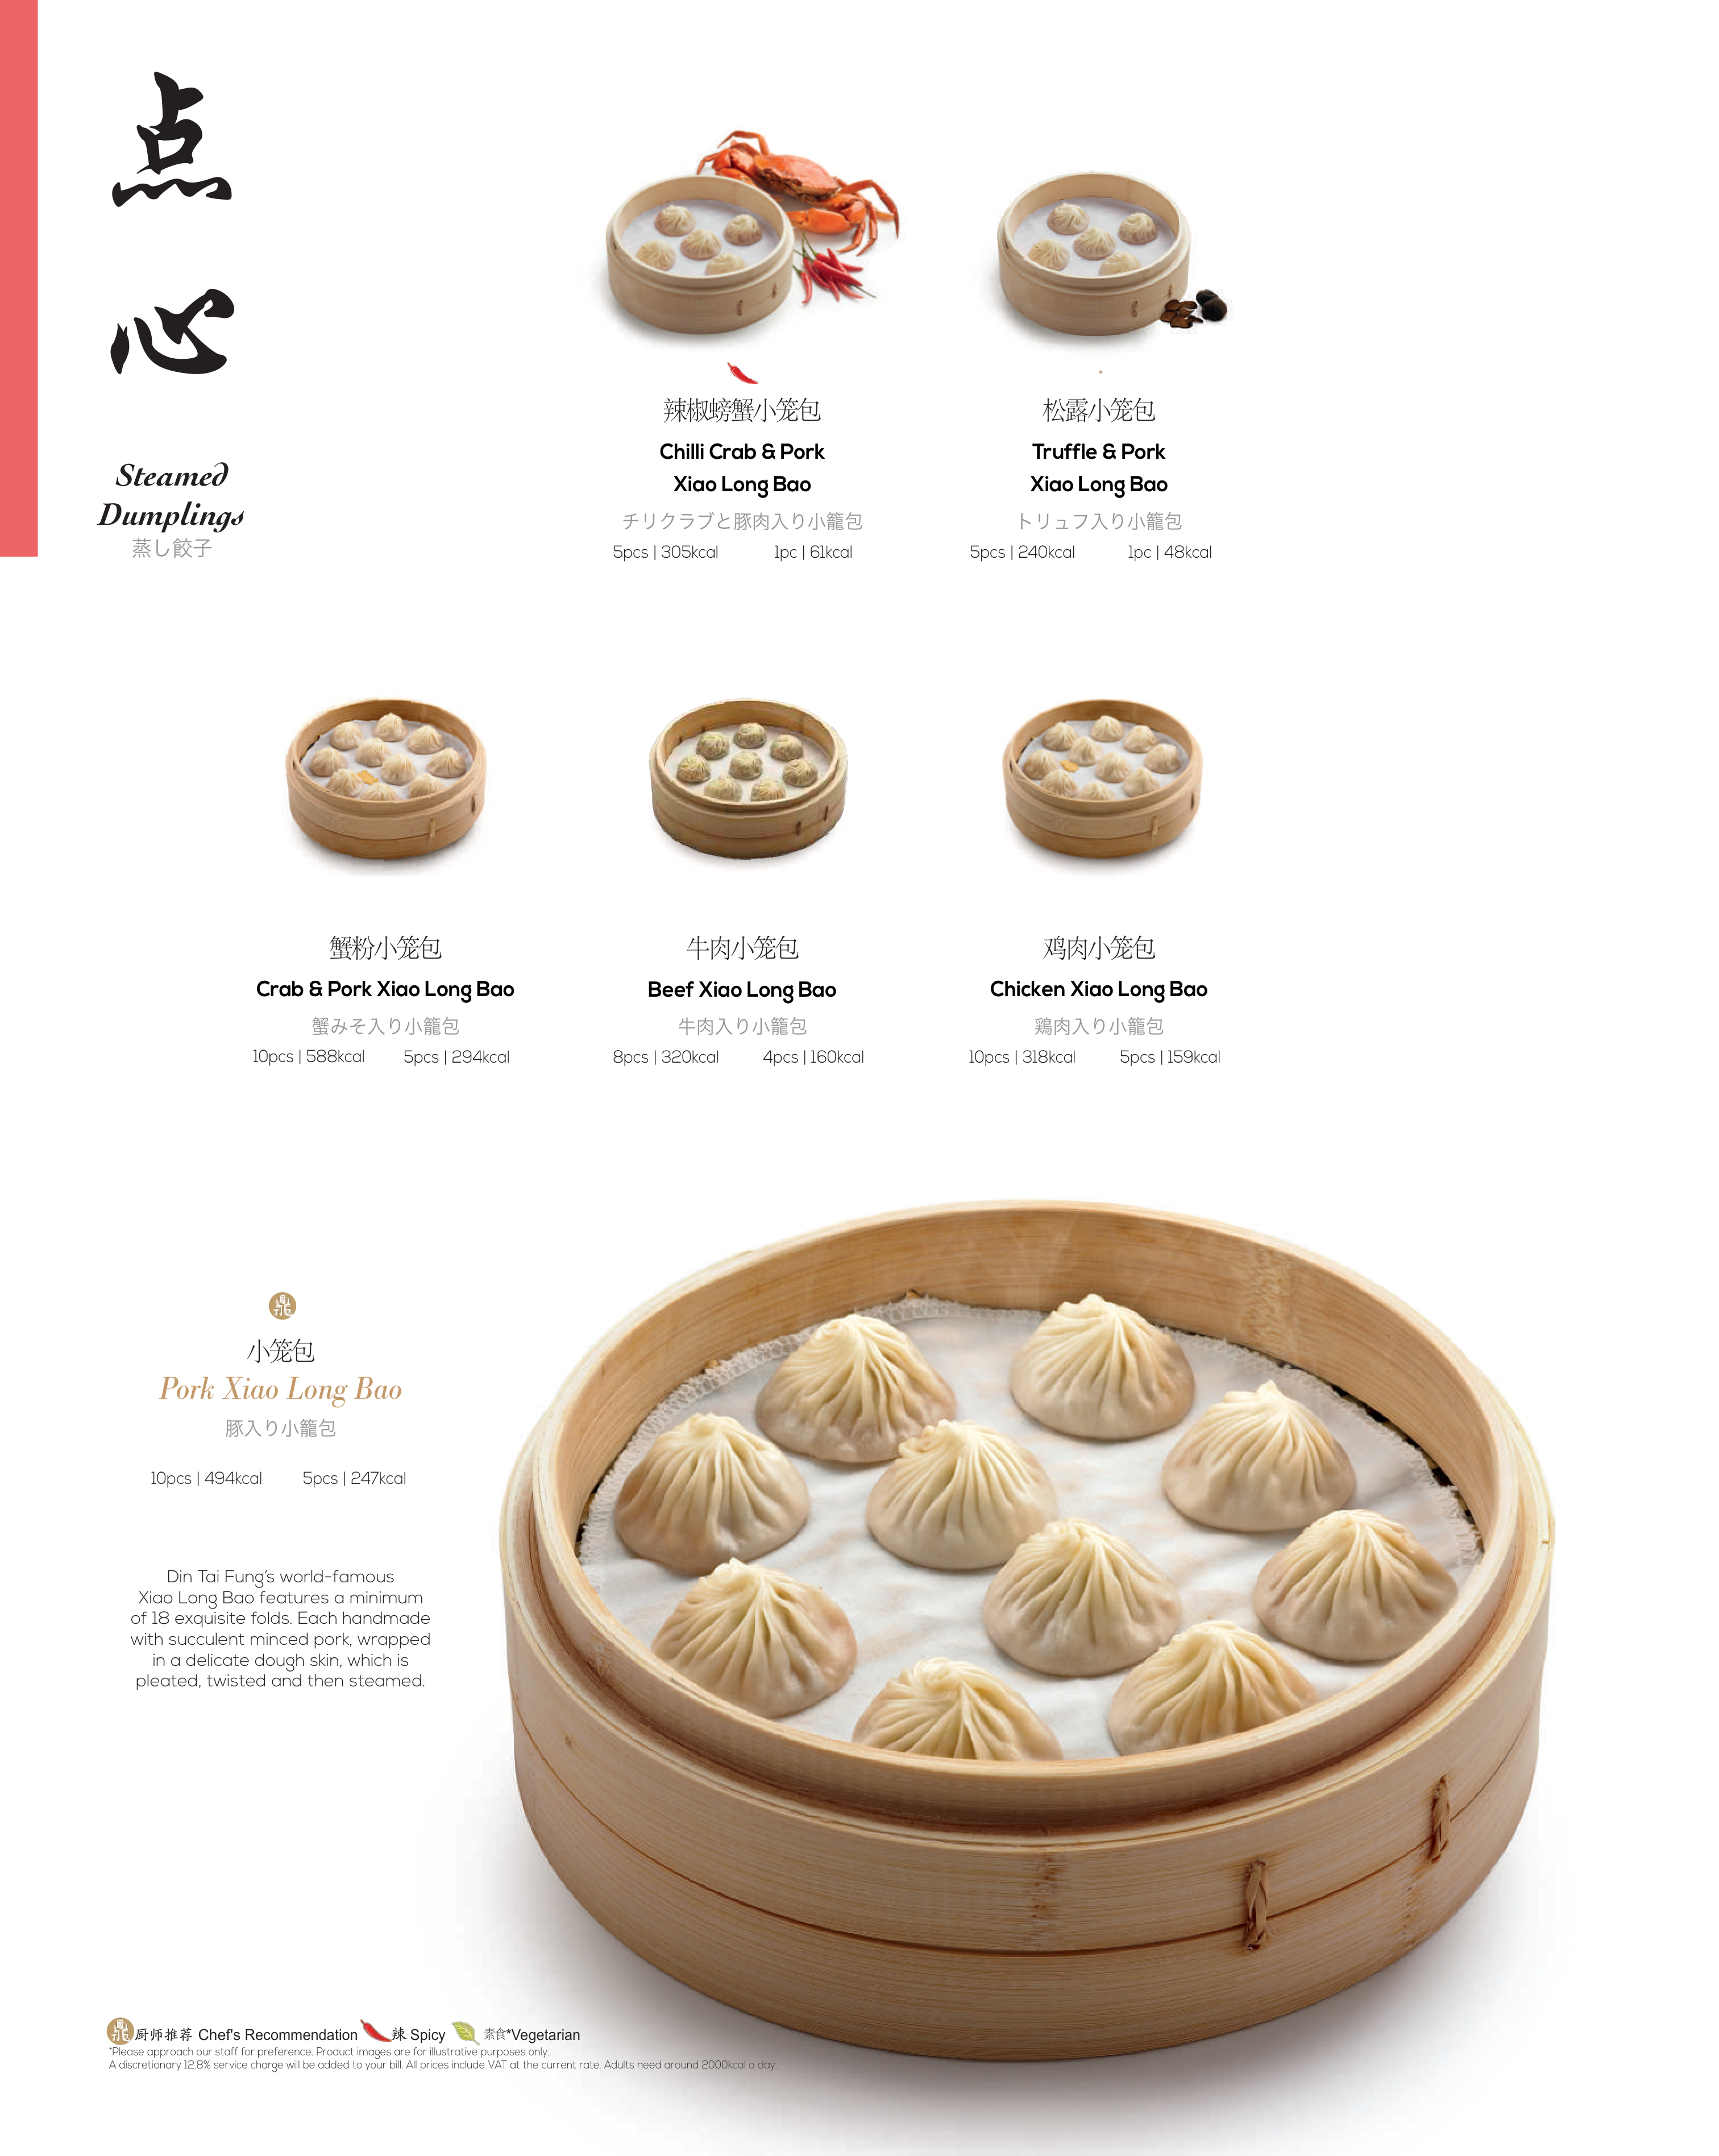 点
心
Steamed
Dumplings
蒸し餃子
辣椒螃蟹小笼包
Chilli Crab & Pork
Xiao Long Bao
チリクラブと豚肉入り小籠包
5pcs | 305kcal 1pc | 61kcal
松露小笼包
Truffle & Pork
Xiao Long Bao
トリュフ入り小籠包
5pcs | 240kcal 1pc | 48kcal
蟹粉小笼包
Crab & Pork Xiao Long Bao
蟹みそ入り小籠包
10pcs | 588kcal 5pcs | 294kcal
牛肉小笼包
Beef Xiao Long Bao
牛肉入り小籠包
8pcs | 320kcal 4pcs | 160kcal
鸡肉小笼包
Chicken Xiao Long Bao
鶏肉入り小籠包
10pcs | 318kcal 5pcs | 159kcal
鼎
小笼包
Pork Xiao Long Bao
豚入り小籠包
10pcs | 494kcal 5pcs | 247kcal
Din Tai Fung's world-famous
Xiao Long Bao features a minimum
of 18 exquisite folds. Each handmade
with succulent minced pork, wrapped
in a delicate dough skin, which is
pleated, twisted and then steamed.
鼎 厨师推荐 Chef's Recommendation 辣 Spicy 素食*Vegetarian
*Please approach our staff for preference. Product images are for illustrative purposes only.
A discretionary 12.8% service charge will be added to your bill. All prices include VAT at the current rate. Adults need around 2000kcal a day.